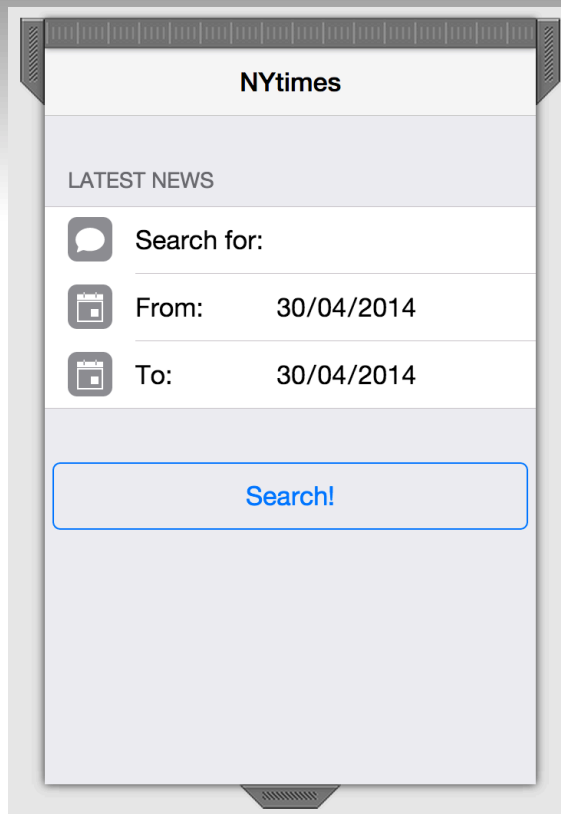 NYtimes
LATEST NEWS
Search for:
From: 30/04/2014
To: 30/04/2014
Search!